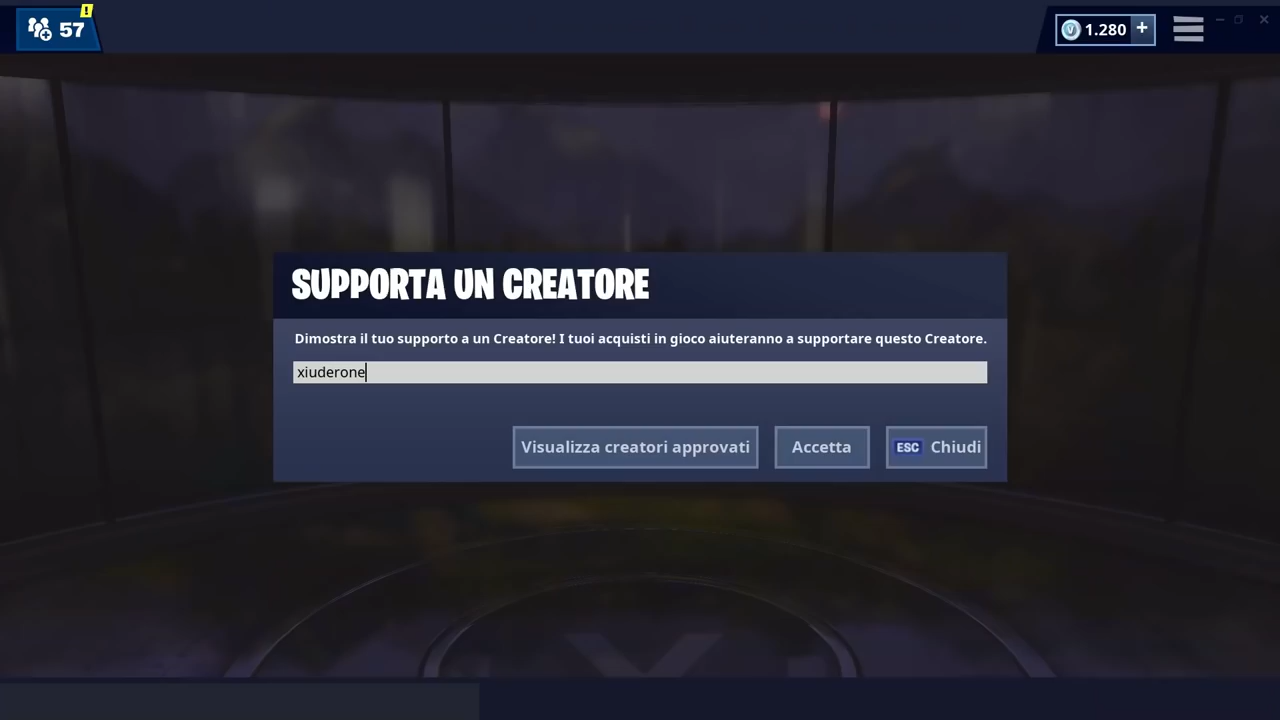 57
!
1.280 +
SUPPORTA UN CREATORE
Dimostra il tuo supporto a un Creatore! I tuoi acquisti in gioco aiuteranno a supportare questo Creatore.
xiuderone
Visualizza creatori approvati
Accetta
ESC Chiudi